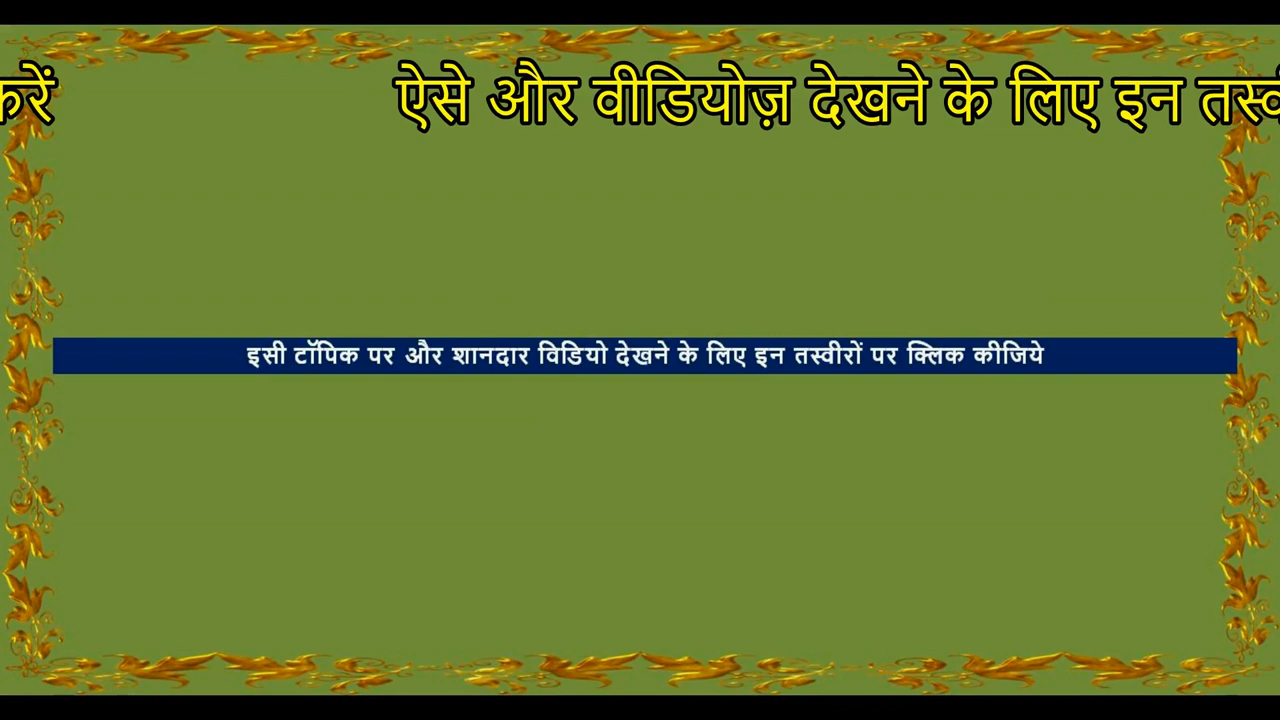 करें ऐसे और वीडियोज़ देखने के लिए इन
इसी टॉपिक पर और शानदार विडियो देखने के लिए इन तस्वीरों पर क्लिक कीजिये